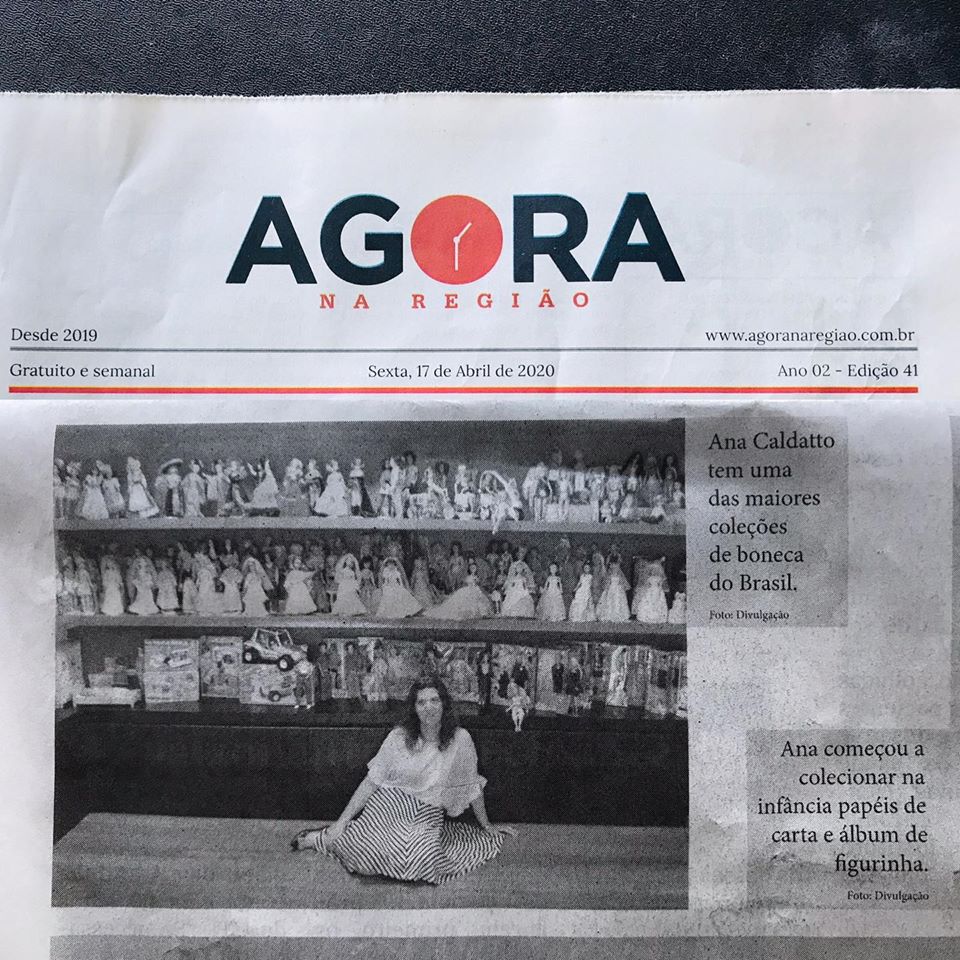 AGORA
NA REGIÃO
Desde 2019
www.agoranaregiao.com.br
Gratuito e semanal
Sexta, 17 de Abril de 2020
Ano 02 - Edição 41
Ana Caldatto
tem uma
das maiores
coleções
de boneca
do Brasil.
Foto: Divulgação
Ana começou a
colecionar na
infância papéis de
carta e álbum de
figurinha.
Foto: Divulgação